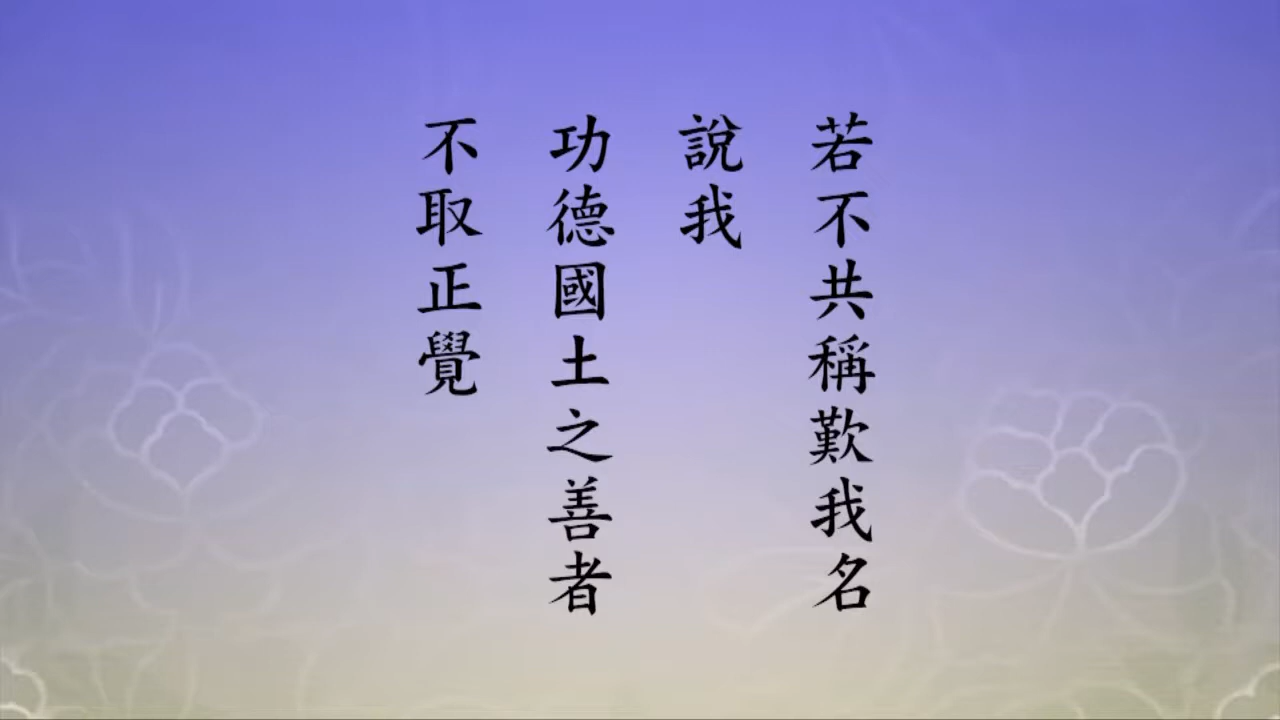 若不共稱歎我名
說我
功德國土之善者
不取正覺